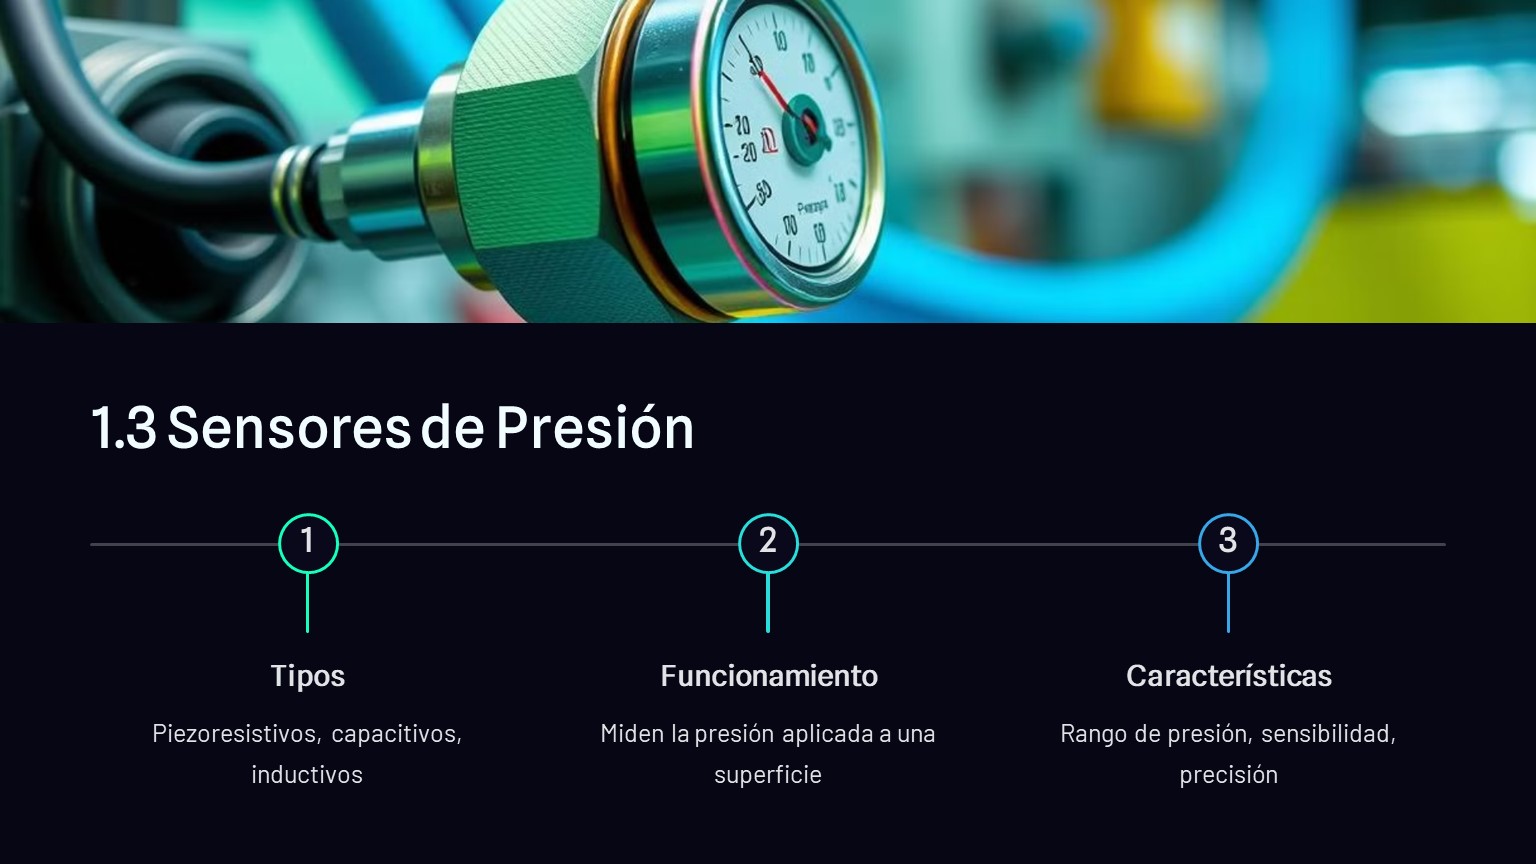 1.3 Sensores de Presión
1
2
3
Tipos
Funcionamiento
Características
Piezoresistivos, capacitivos,
inductivos
Miden la presión aplicada a una
superficie
Rango de presión, sensibilidad,
precisión